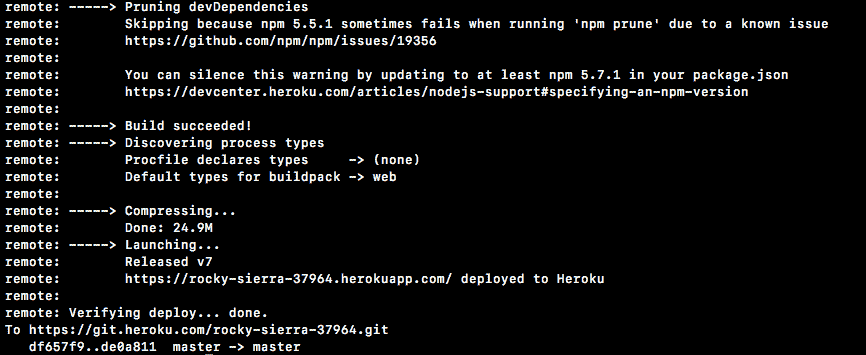 remote: -----> Pruning devDependencies
remote:        Skipping because npm 5.5.1 sometimes fails when running 'npm prune' due to a known issue
remote:        https://github.com/npm/npm/issues/19356
remote:
remote:        You can silence this warning by updating to at least npm 5.7.1 in your package.json
remote:        https://devcenter.heroku.com/articles/nodejs-support#specifying-an-npm-version
remote:
remote: -----> Build succeeded!
remote: -----> Discovering process types
remote:        Procfile declares types     -> (none)
remote:        Default types for buildpack -> web
remote:
remote: -----> Compressing...
remote:        Done: 24.9M
remote: -----> Launching...
remote:        Released v7
remote:        https://rocky-sierra-37964.herokuapp.com/ deployed to Heroku
remote:
remote: Verifying deploy... done.
To https://git.heroku.com/rocky-sierra-37964.git
   df657f9..de0a811  master -> master